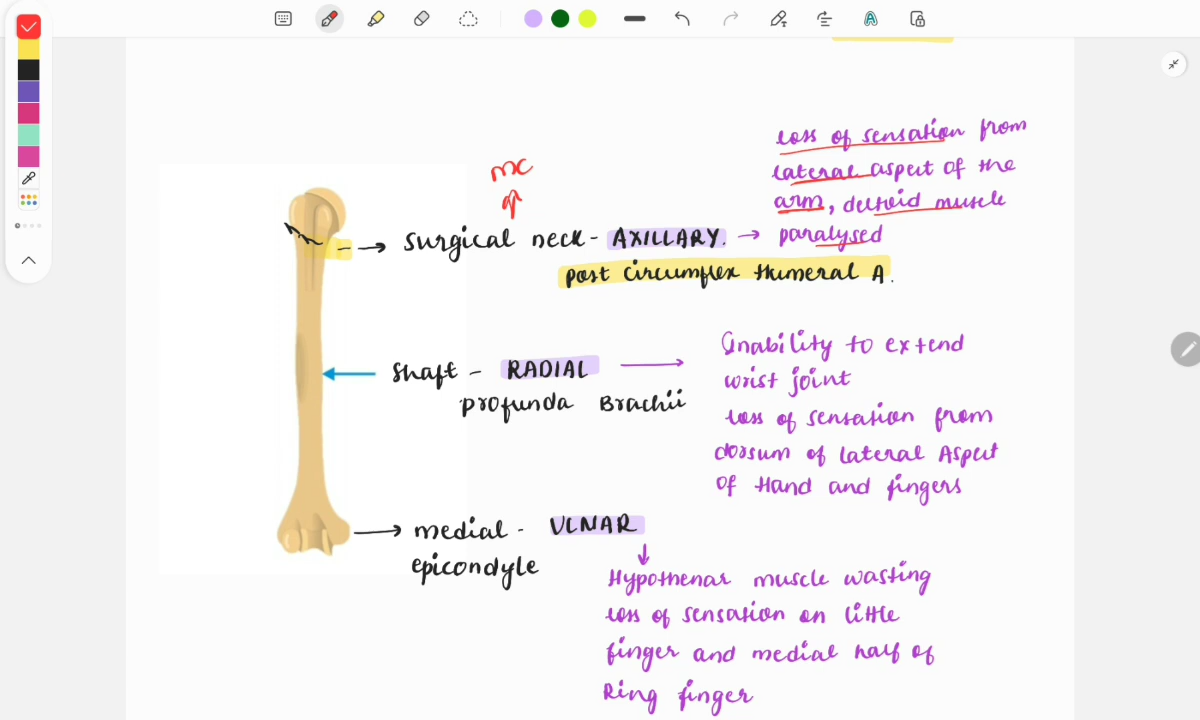 mc
loss of sensation from
lateral aspect of the
arm, deltoid muscle
surgical neck - AXILLARY. → paralysed
post circumflex Humeral A.
shaft - RADIAL
profunda Brachii
Inability to extend
wrist joint
loss of sensation from
dorsum of lateral Aspect
of Hand and fingers
medial - ULNAR
epicondyle
Hypothenar muscle wasting
loss of sensation on little
finger and medial half of
Ring finger